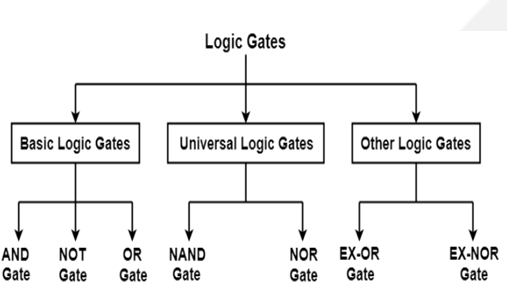 Logic Gates
Basic Logic Gates Universal Logic Gates Other Logic Gates
AND NOT OR NAND NOR EX-OR EX-NOR
Gate Gate Gate Gate Gate Gate Gate